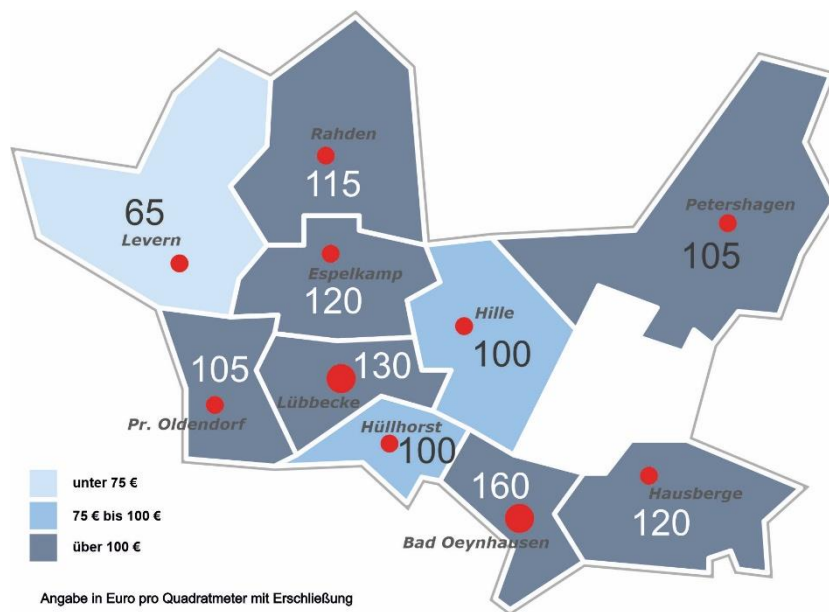 Rahden
115
65
Levern
Petershagen
105
Espelkamp
120
Hille
100
105
Pr. Oldendorf
130
Lübbecke
Hüllhorst
100
160
Bad Oeynhausen
Hausberge
120
unter 75 €
75 € bis 100 €
über 100 €
Angabe in Euro pro Quadratmeter mit Erschließung